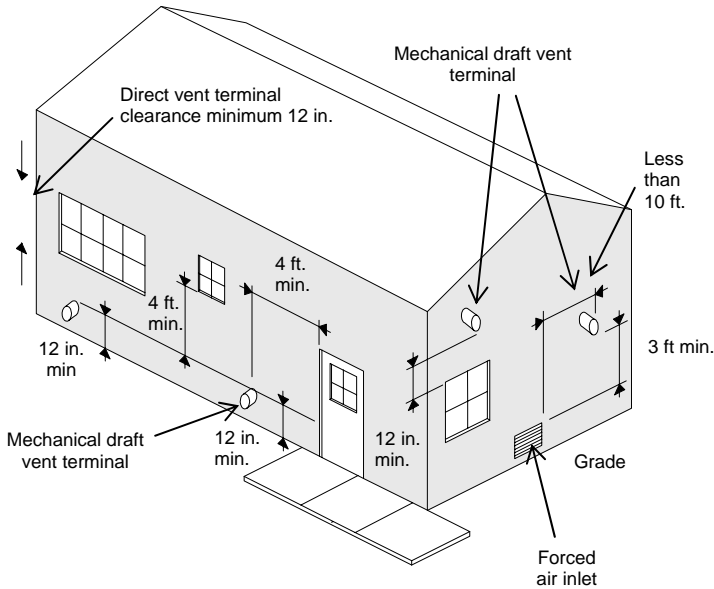 Mechanical draft vent
terminal
Direct vent terminal
clearance minimum 12 in.
Less
than
10 ft.
4 ft.
min.
4 ft.
min.
12 in.
min
3 ft min.
Mechanical draft
vent terminal
12 in.
min.
12 in.
min.
Grade
Forced
air inlet